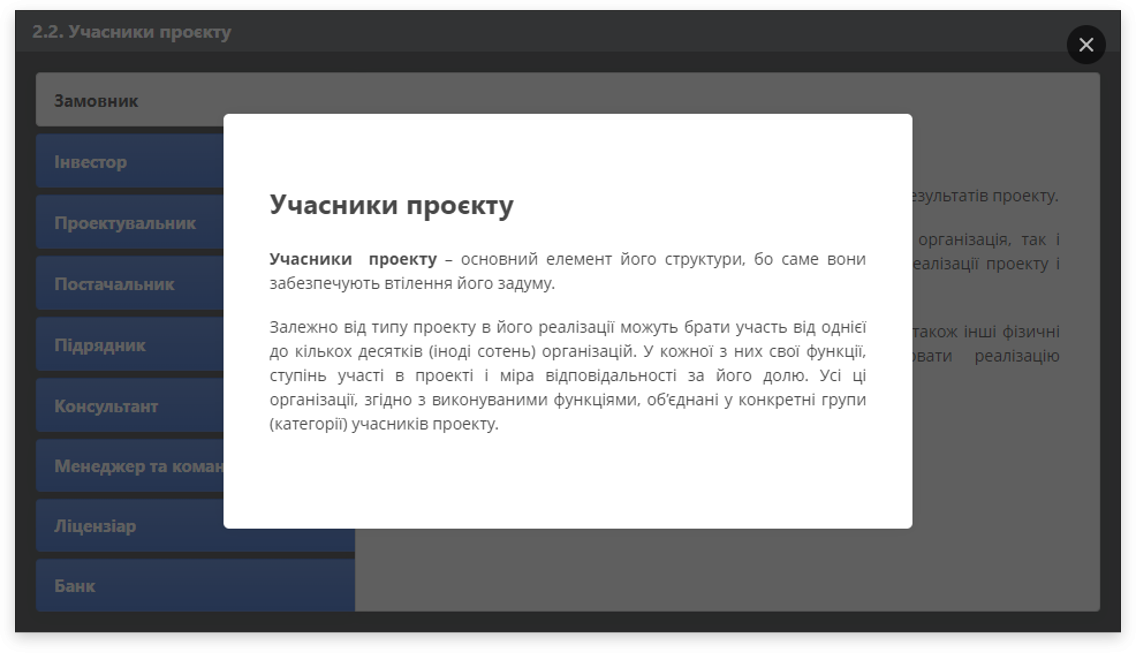 2.2. Учасники проєкту
Замовник
Інвестор
Проектувальник
Постачальник
Підрядник
Консультант
Менеджер та
Ліцензіар
Банк
Учасники проєкту
Учасники проекту – основний елемент його структури, бо саме вони
забезпечують втілення його задуму.
Залежно від типу проекту в його реалізації можуть брати участь від однієї
до кількох десятків (іноді сотень) організацій. У кожної з них свої функції,
ступінь участі в проекті і міра відповідальності за його долю. Усі ці
організації, згідно з виконуваними функціями, об’єднані у конкретні групи
(категорії) учасників проекту.
проекту.
організація, так і
проекту і
також інші фізичні
реалізацію